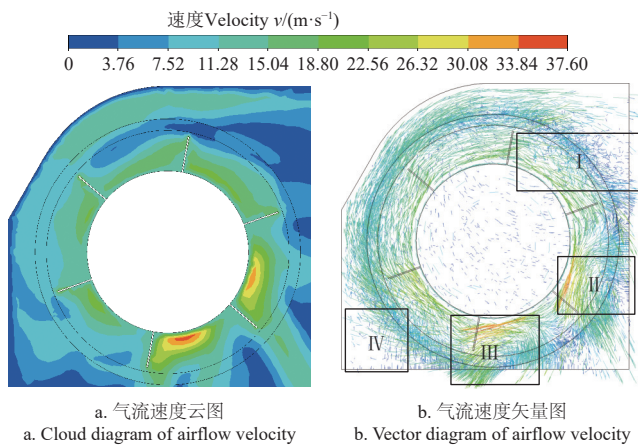 速度Velocity v/(m·s⁻¹)
0 3.76 7.52 11.28 15.04 18.80 22.56 26.32 30.08 33.84 37.60
I
II
III
IV
a. 气流速度云图
a. Cloud diagram of airflow velocity
b. 气流速度矢量图
b. Vector diagram of airflow velocity